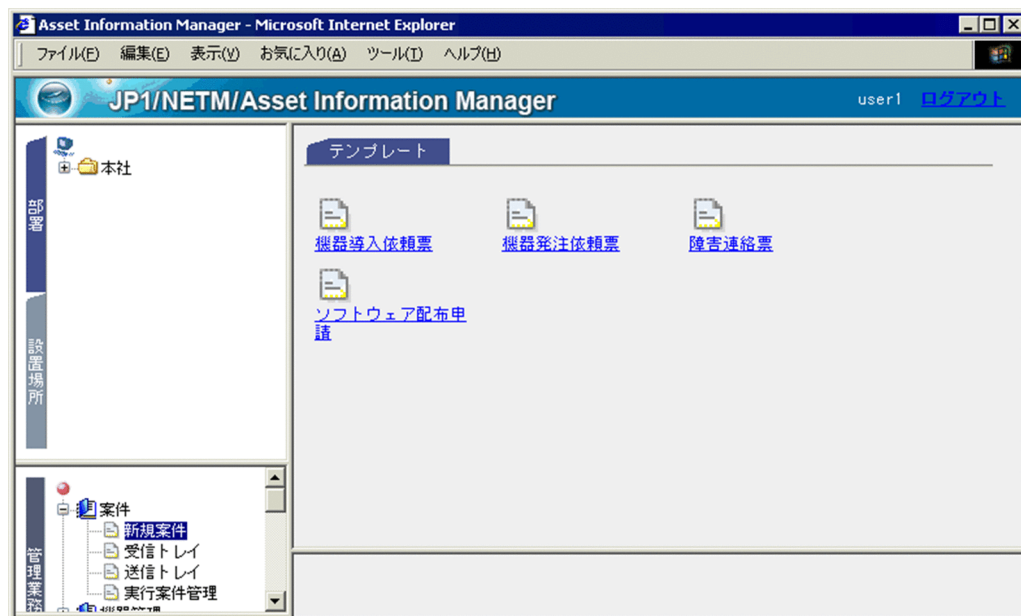 Asset Information Manager - Microsoft Internet Explorer
ファイル(F) 編集(E) 表示(V) お気に入り(A) ツール(T) ヘルプ(H)
JP1/NETM/Asset Information Manager user1 ログアウト
部署
本社
設置場所
テンプレート
機器導入依頼票 機器発注依頼票 障害連絡票
ソフトウェア配布申
請
管理業務
案件
新規案件
受信トレイ
送信トレイ
実行案件管理
機器管理